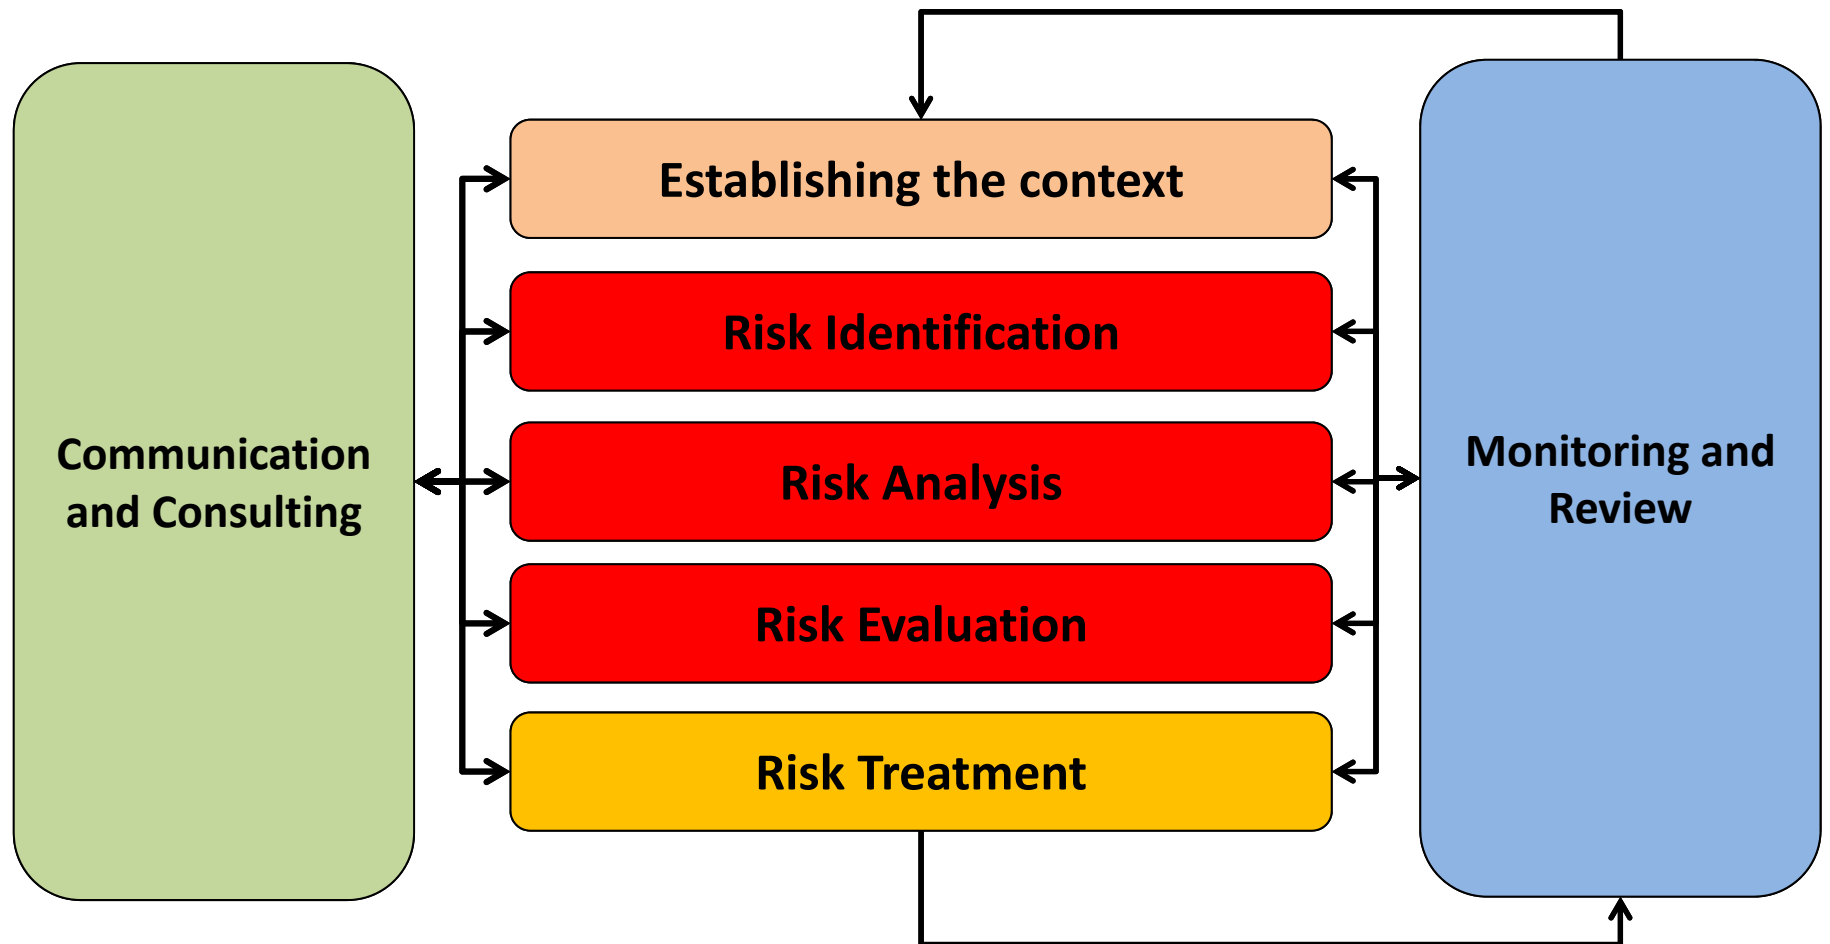 Establishing the context
Risk Identification
Communication
and Consulting
Risk Analysis
Monitoring and
Review
Risk Evaluation
Risk Treatment